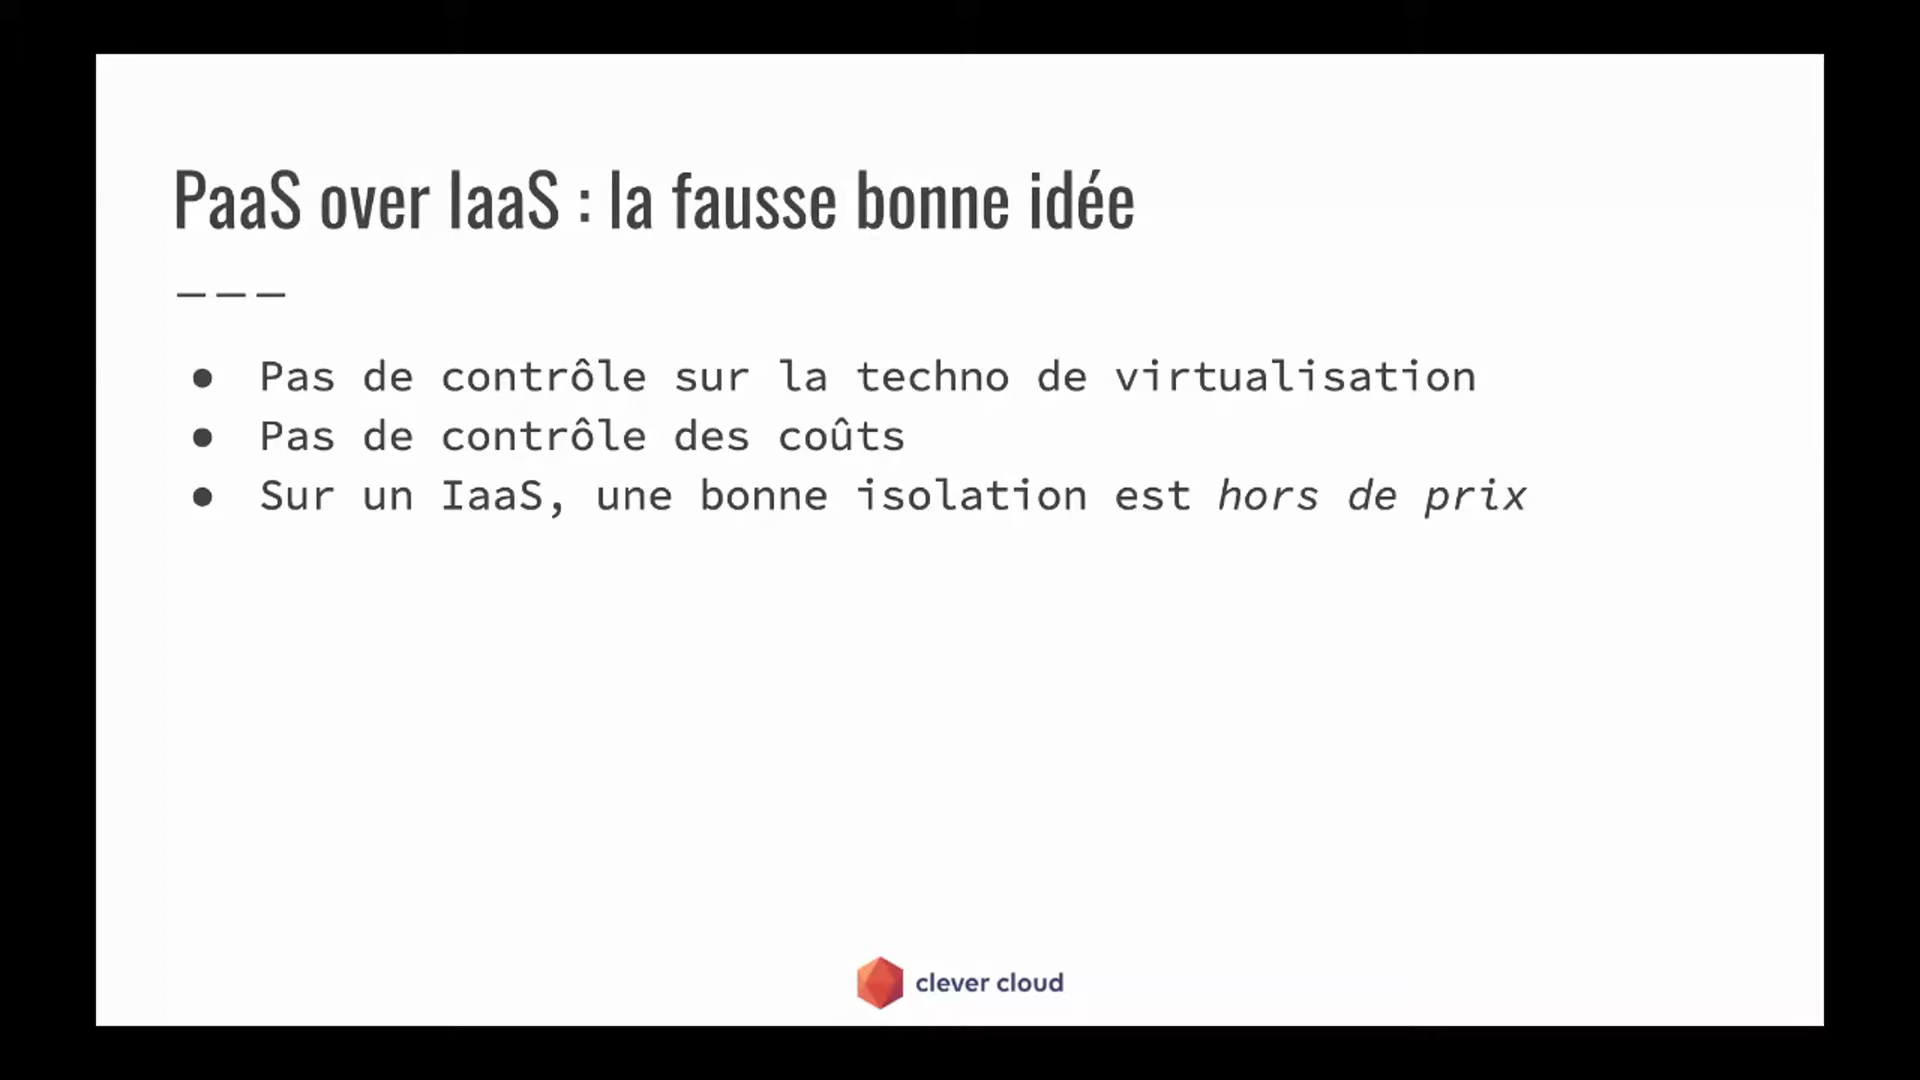 PaaS over IaaS : la fausse bonne idée
———
● Pas de contrôle sur la techno de virtualisation
● Pas de contrôle des coûts
● Sur un IaaS, une bonne isolation est hors de prix
clever cloud